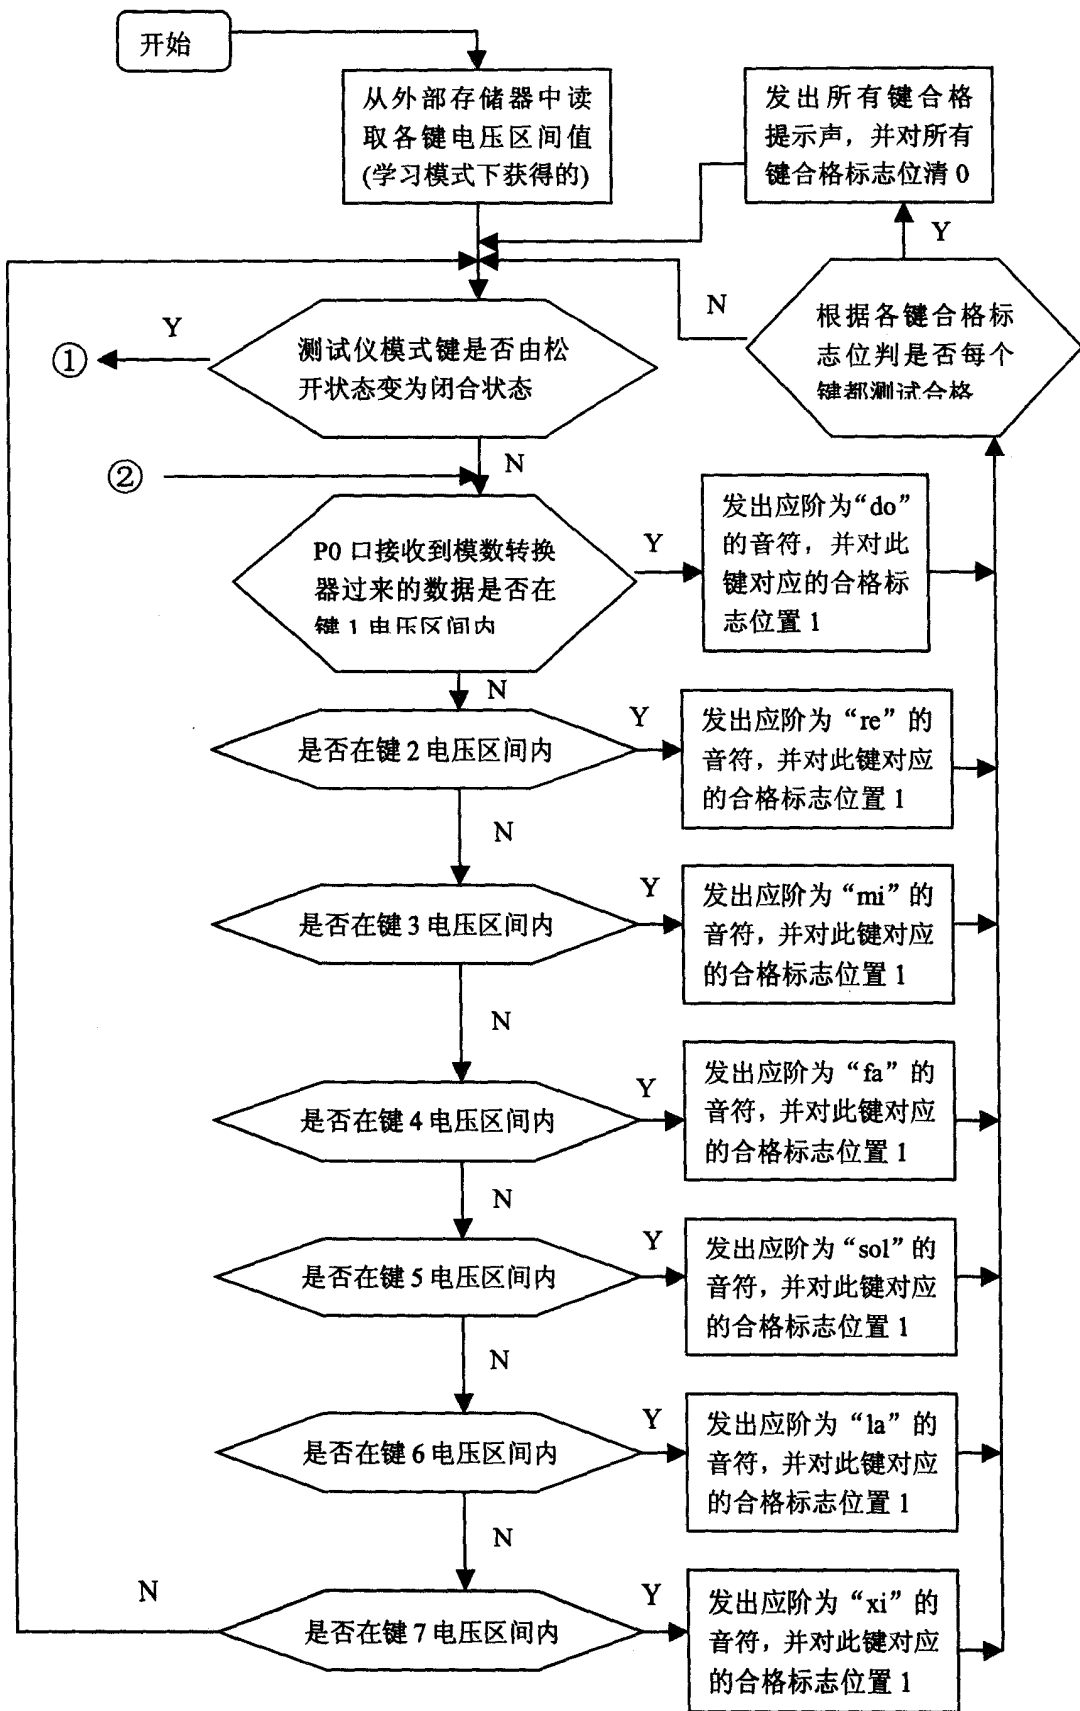 开始
从外部存储器中读
取各键电压区间值
(学习模式下获得的)
发出所有键合格
提示声，并对所有
键合格标志位清 0
Y
N
根据各键合格标
志位判是否每个
键都测试合格
Y
①
测试仪模式键是否由松
开状态变为闭合状态
N
②
P0 口接收到模数转换
器过来的数据是否在
键 1 电压区间内
Y
发出应阶为“do”
的音符，并对此
键对应的合格标
志位置 1
N
是否在键 2 电压区间内
Y
发出应阶为“re”的
音符，并对此键对应
的合格标志位置 1
N
是否在键 3 电压区间内
Y
发出应阶为“mi”的
音符，并对此键对应
的合格标志位置 1
N
是否在键 4 电压区间内
Y
发出应阶为“fa”的
音符，并对此键对应
的合格标志位置 1
N
是否在键 5 电压区间内
Y
发出应阶为“sol”的
音符，并对此键对应
的合格标志位置 1
N
是否在键 6 电压区间内
Y
发出应阶为“la”的
音符，并对此键对应
的合格标志位置 1
N
N
是否在键 7 电压区间内
Y
发出应阶为“xi”的
音符，并对此键对应
的合格标志位置 1